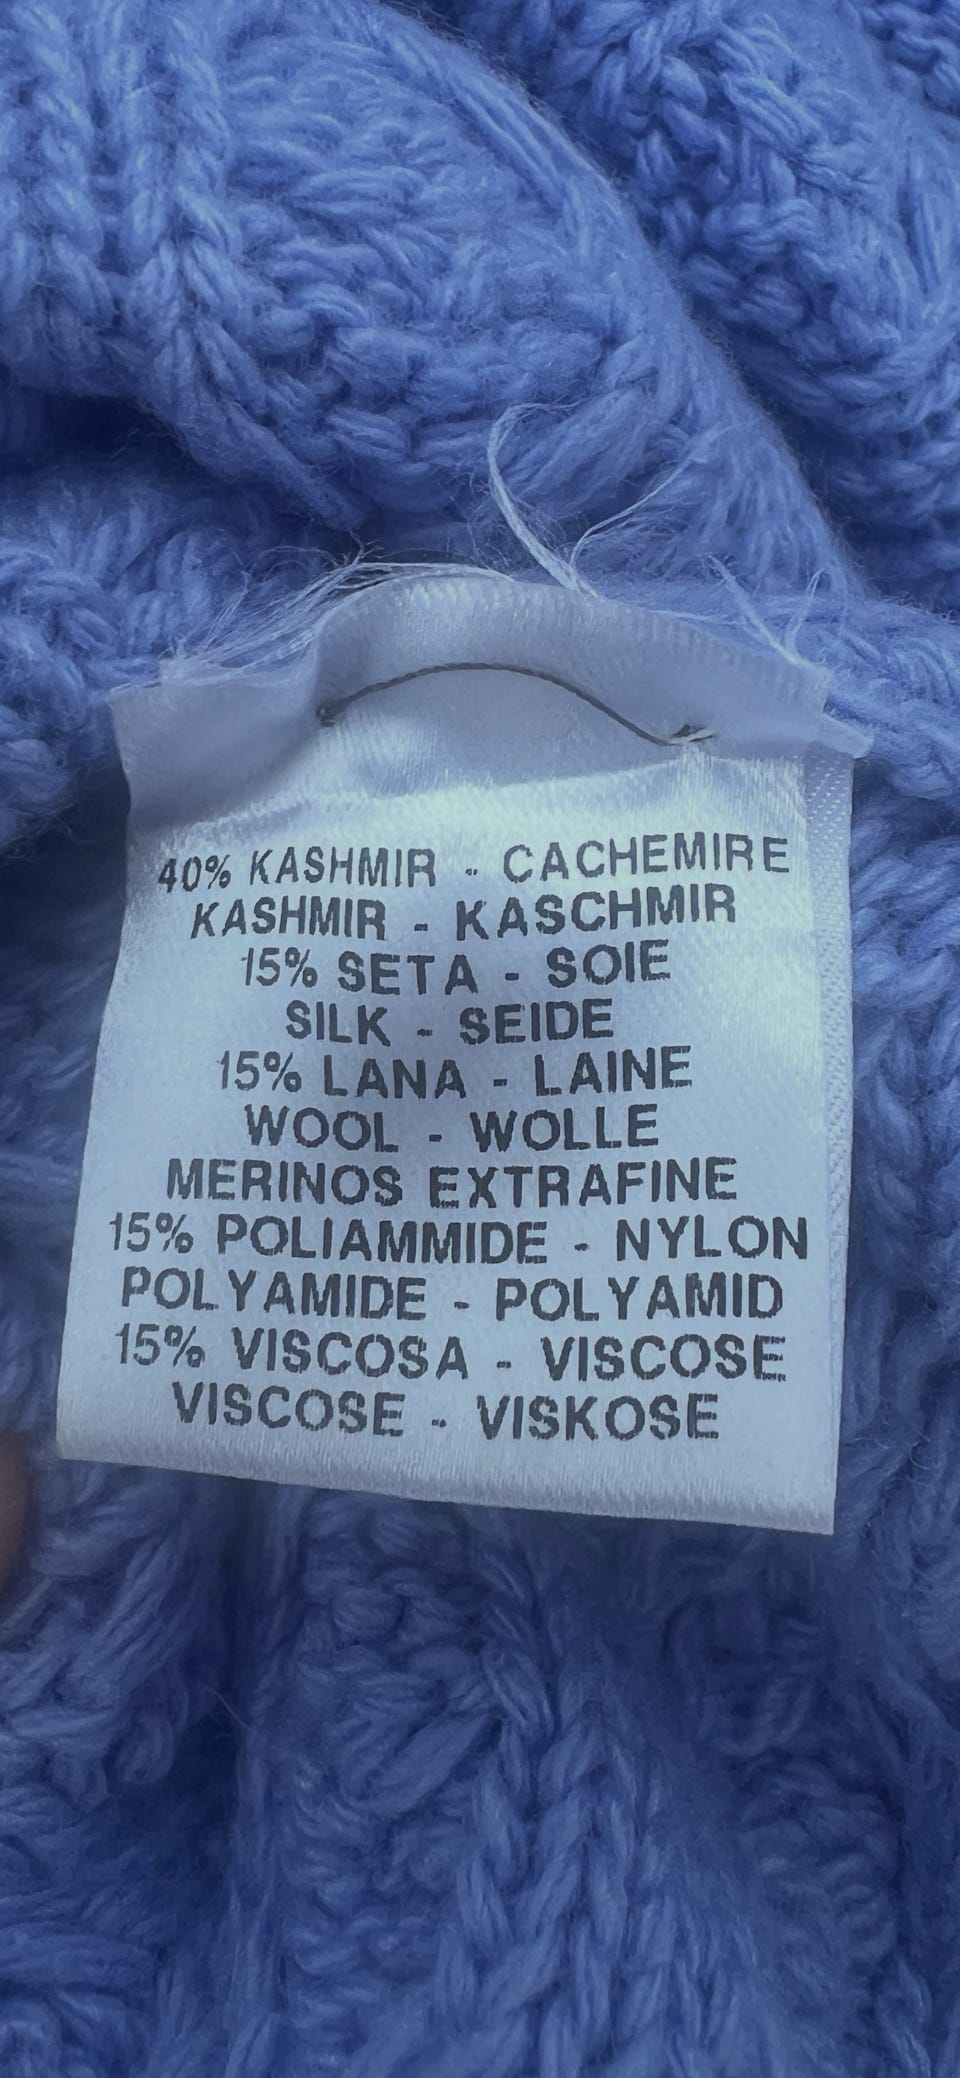 40% KASHMIR - CACHEMIRE
KASHMIR - KASCHMIR
15% SETA - SOIE
SILK - SEIDE
15% LANA - LAINE
WOOL - WOLLE
MERINOS EXTRAFINE
15% POLIAMMIDE - NYLON
POLYAMIDE - POLYAMID
15% VISCOSA - VISCOSE
VISCOSE - VISKOSE